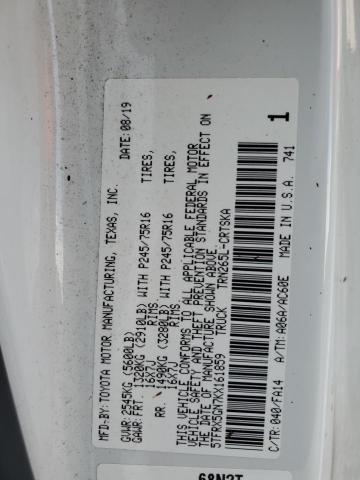 MFD-BY: TOYOTA MOTOR MANUFACTURING, TEXAS, INC. DATE: 08/19
GVWR: 2545KG (5600LB)
GAWR: FRT. 1320KG (2910LB) WITH P245/75R16 TIRES,
16X7J RIMS
RR. 1490KG (3280LB) WITH P245/75R16 TIRES,
16X7J RIMS
THIS VEHICLE CONFORMS TO ALL APPLICABLE FEDERAL MOTOR
VEHICLE SAFETY AND THEFT PREVENTION STANDARDS IN EFFECT ON
THE DATE OF MANUFACTURE SHOWN ABOVE.
5TFRX5GN7KX161859 TRUCK TRN265L-CRTSKA
1
C/TR: 040/FA14 A/TM: A06A/AC60E MADE IN U.S.A. 741
68N2T